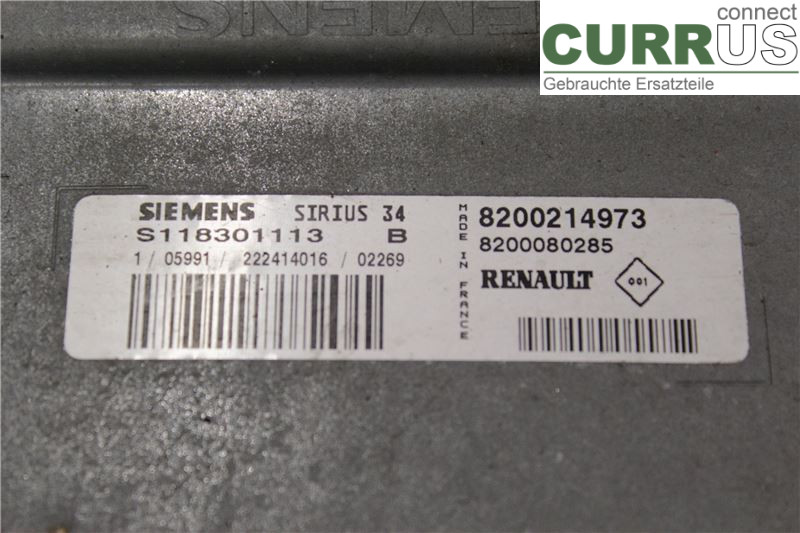 SIEMENS
connect
CURRUS
Gebrauchte Ersatzteile
SIEMENS SIRIUS 34
S118301113 B
1 / 05991 / 222414016 / 02269
MADE IN FRANCE
8200214973
8200080285
RENAULT
001